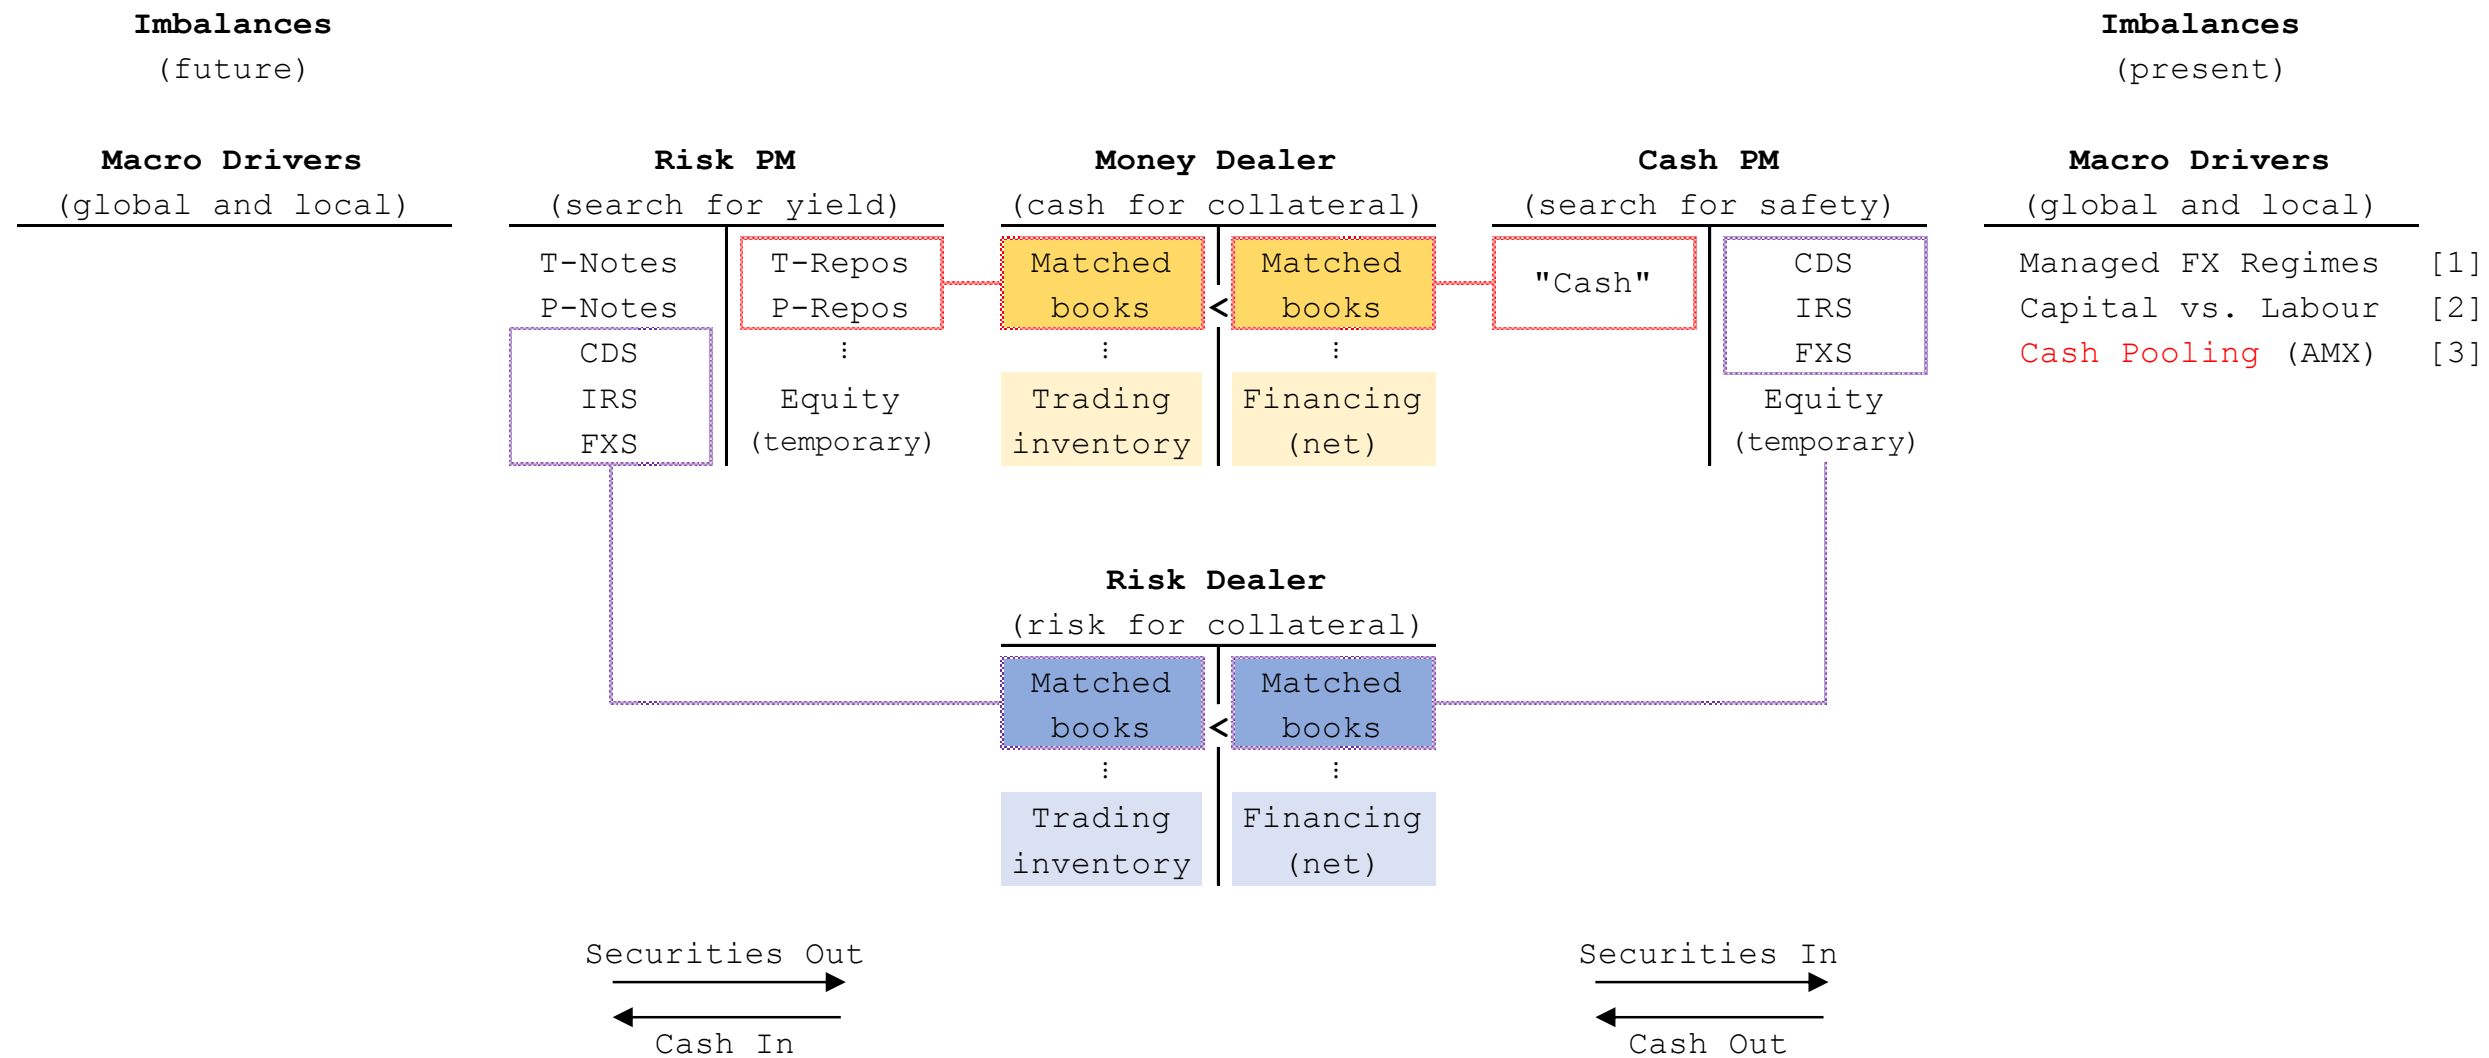 Imbalances
(future)
Imbalances
(present)
Macro Drivers
(global and local)
Risk PM
(search for yield)
T-Notes
P-Notes
CDS
IRS
FXS
T-Repos
P-Repos
⋮
Equity
(temporary)
Money Dealer
(cash for collateral)
Matched
books
⋮
Trading
inventory
<
Matched
books
⋮
Financing
(net)
Cash PM
(search for safety)
"Cash"
CDS
IRS
FXS
Equity
(temporary)
Macro Drivers
(global and local)
Managed FX Regimes [1]
Capital vs. Labour [2]
Cash Pooling (AMX) [3]
Risk Dealer
(risk for collateral)
Matched
books
⋮
Trading
inventory
<
Matched
books
⋮
Financing
(net)
Securities Out
Cash In
Securities In
Cash Out